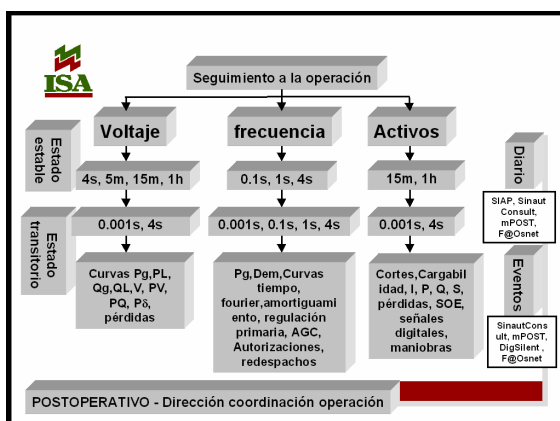 ISA
Seguimiento a la operación
Voltaje
frecuencia
Activos
Estado
estable
4s, 5m, 15m, 1h
0.1s, 1s, 4s
15m, 1h
Diario
SIAP, Sinaut
Consult,
mPOST,
F@Osnet
Estado
transitorio
0.001s, 4s
0.001s, 0.1s, 1s, 4s
0.001s, 4s
Curvas Pg,PL,
Qg,QL,V, PV,
PQ, Pδ,
pérdidas
Pg,Dem,Curvas
tiempo,
fourier,amortiguami
ento, regulación
primaria, AGC,
Autorizaciones,
redespachos
Cortes,Cargabil
idad, I, P, Q, S,
pérdidas, SOE,
señales
digitales,
maniobras
Eventos
SinautCons
ult, mPOST,
DigSilent ,
F@Osnet
POSTOPERATIVO - Dirección coordinación operación